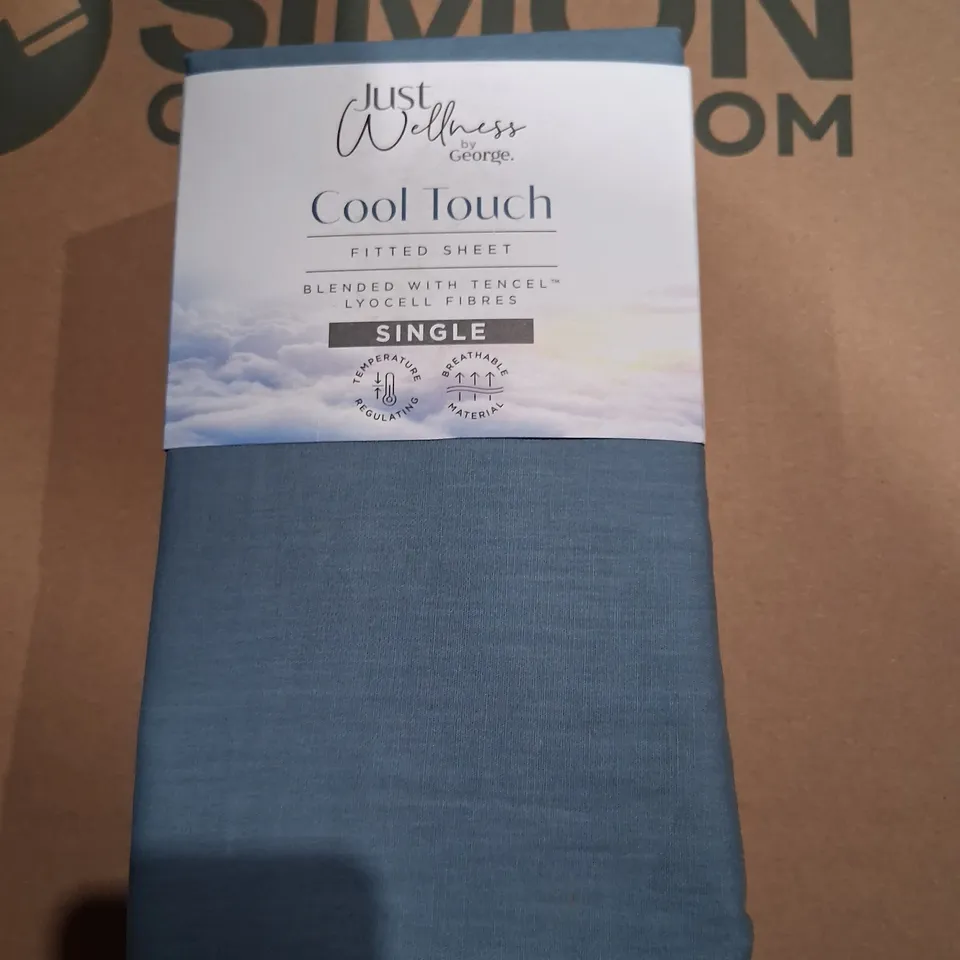 SIMON
OM
Just
Wellness
by
George.
Cool Touch
FITTED SHEET
BLENDED WITH TENCEL™
LYOCELL FIBRES
SINGLE
TEMPERATURE
REGULATING
BREATHABLE
MATERIAL